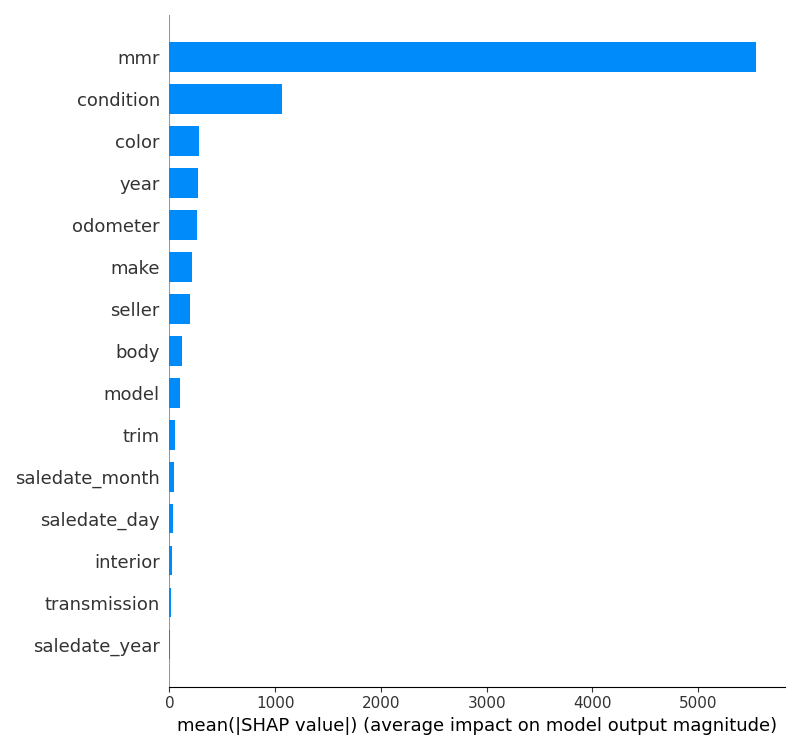 mmr
condition
color
year
odometer
make
seller
body
model
trim
saledate_month
saledate_day
interior
transmission
saledate_year
0 1000 2000 3000 4000 5000
mean(|SHAP value|) (average impact on model output magnitude)